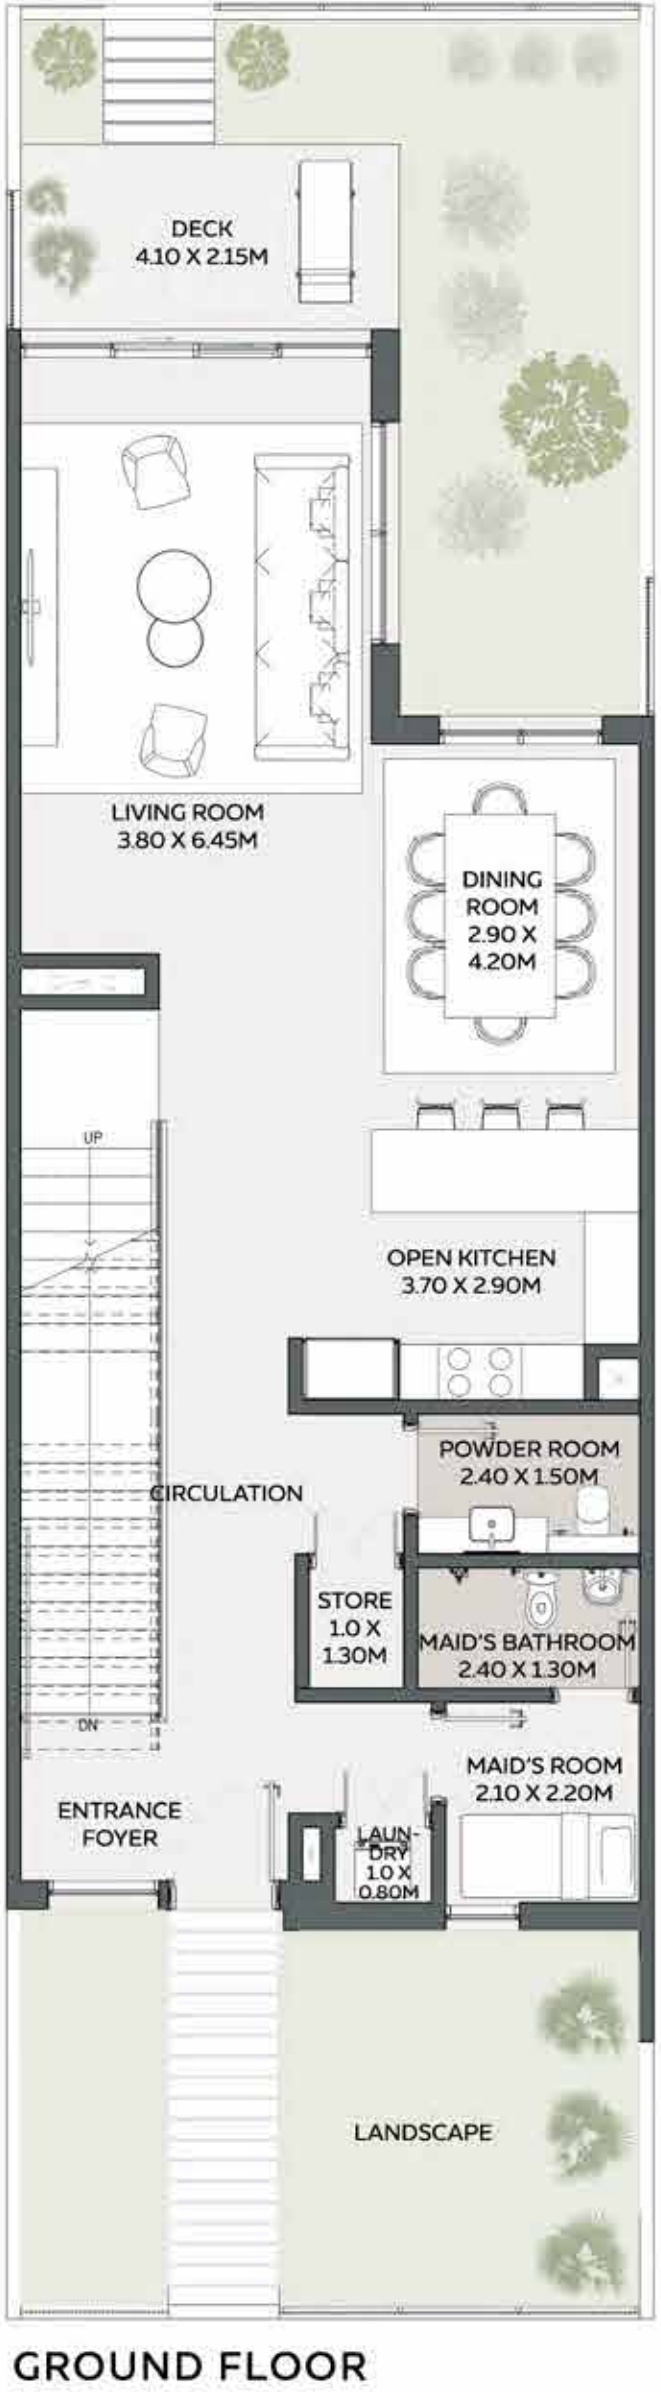 DECK
4.10 X 2.15M
LIVING ROOM
3.80 X 6.45M
DINING
ROOM
2.90 X
4.20M
UP
OPEN KITCHEN
3.70 X 2.90M
POWDER ROOM
2.40 X 1.50M
CIRCULATION
STORE
1.0 X
1.30M
MAID'S BATHROOM
2.40 X 1.30M
DN
MAID'S ROOM
2.10 X 2.20M
ENTRANCE
FOYER
LAUN-
DRY
1.0 X
0.80M
LANDSCAPE
GROUND FLOOR